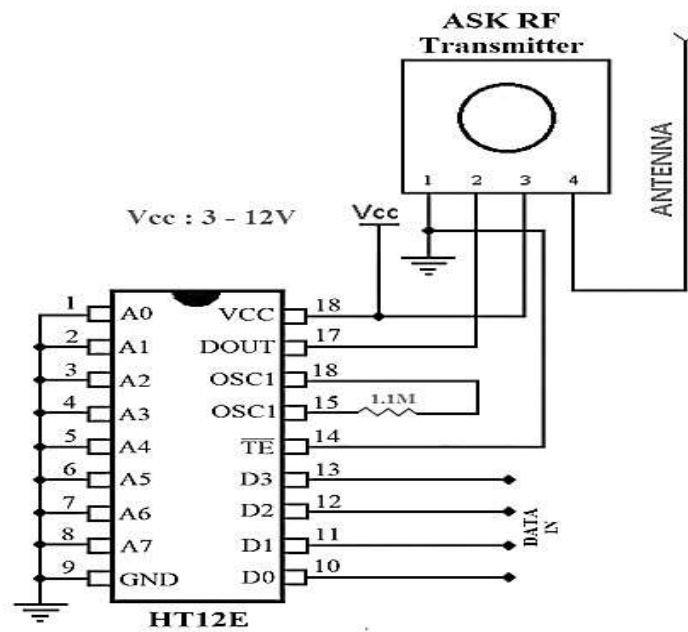 ASK RF
Transmitter
1 2 3 4
ANTENNA
Vcc : 3 - 12V
Vcc
1 A0 VCC 18
2 A1 DOUT 17
3 A2 OSC1 18
4 A3 OSC1 15
1.1M
5 A4 TE 14
6 A5 D3 13
7 A6 D2 12
8 A7 D1 11
9 GND D0 10
DATA
IN
HT12E